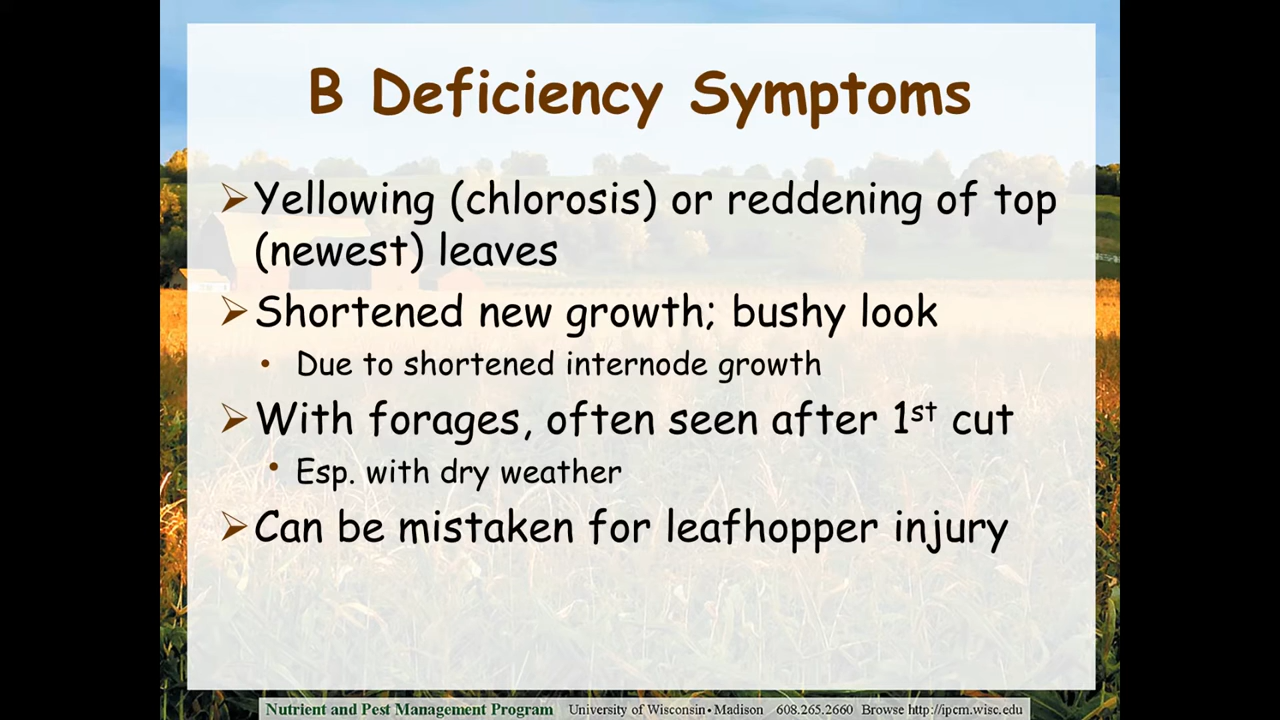 B Deficiency Symptoms
Yellowing (chlorosis) or reddening of top
(newest) leaves
Shortened new growth; bushy look
Due to shortened internode growth
With forages, often seen after 1st cut
Esp. with dry weather
Can be mistaken for leafhopper injury
Nutrient and Pest Management Program University of Wisconsin • Madison 608.265.2660 Browse http://ipcm.wisc.edu